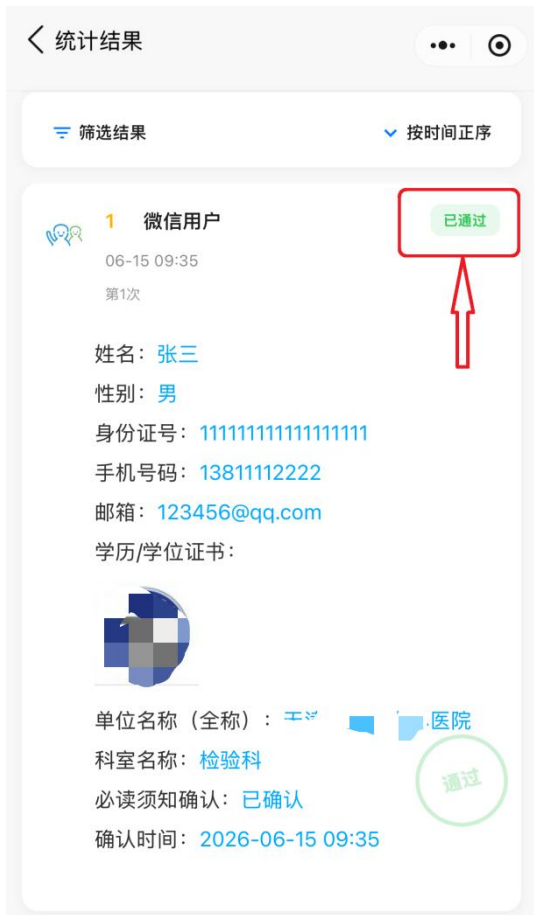 统计结果
筛选结果
按时间正序
1 微信用户
已通过
06-15 09:35
第1次
姓名：张三
性别：男
身份证号：111111111111111111
手机号码：13811112222
邮箱：123456@qq.com
学历/学位证书：
单位名称（全称）： 医院
科室名称：检验科
通过
必读须知确认：已确认
确认时间：2026-06-15 09:35